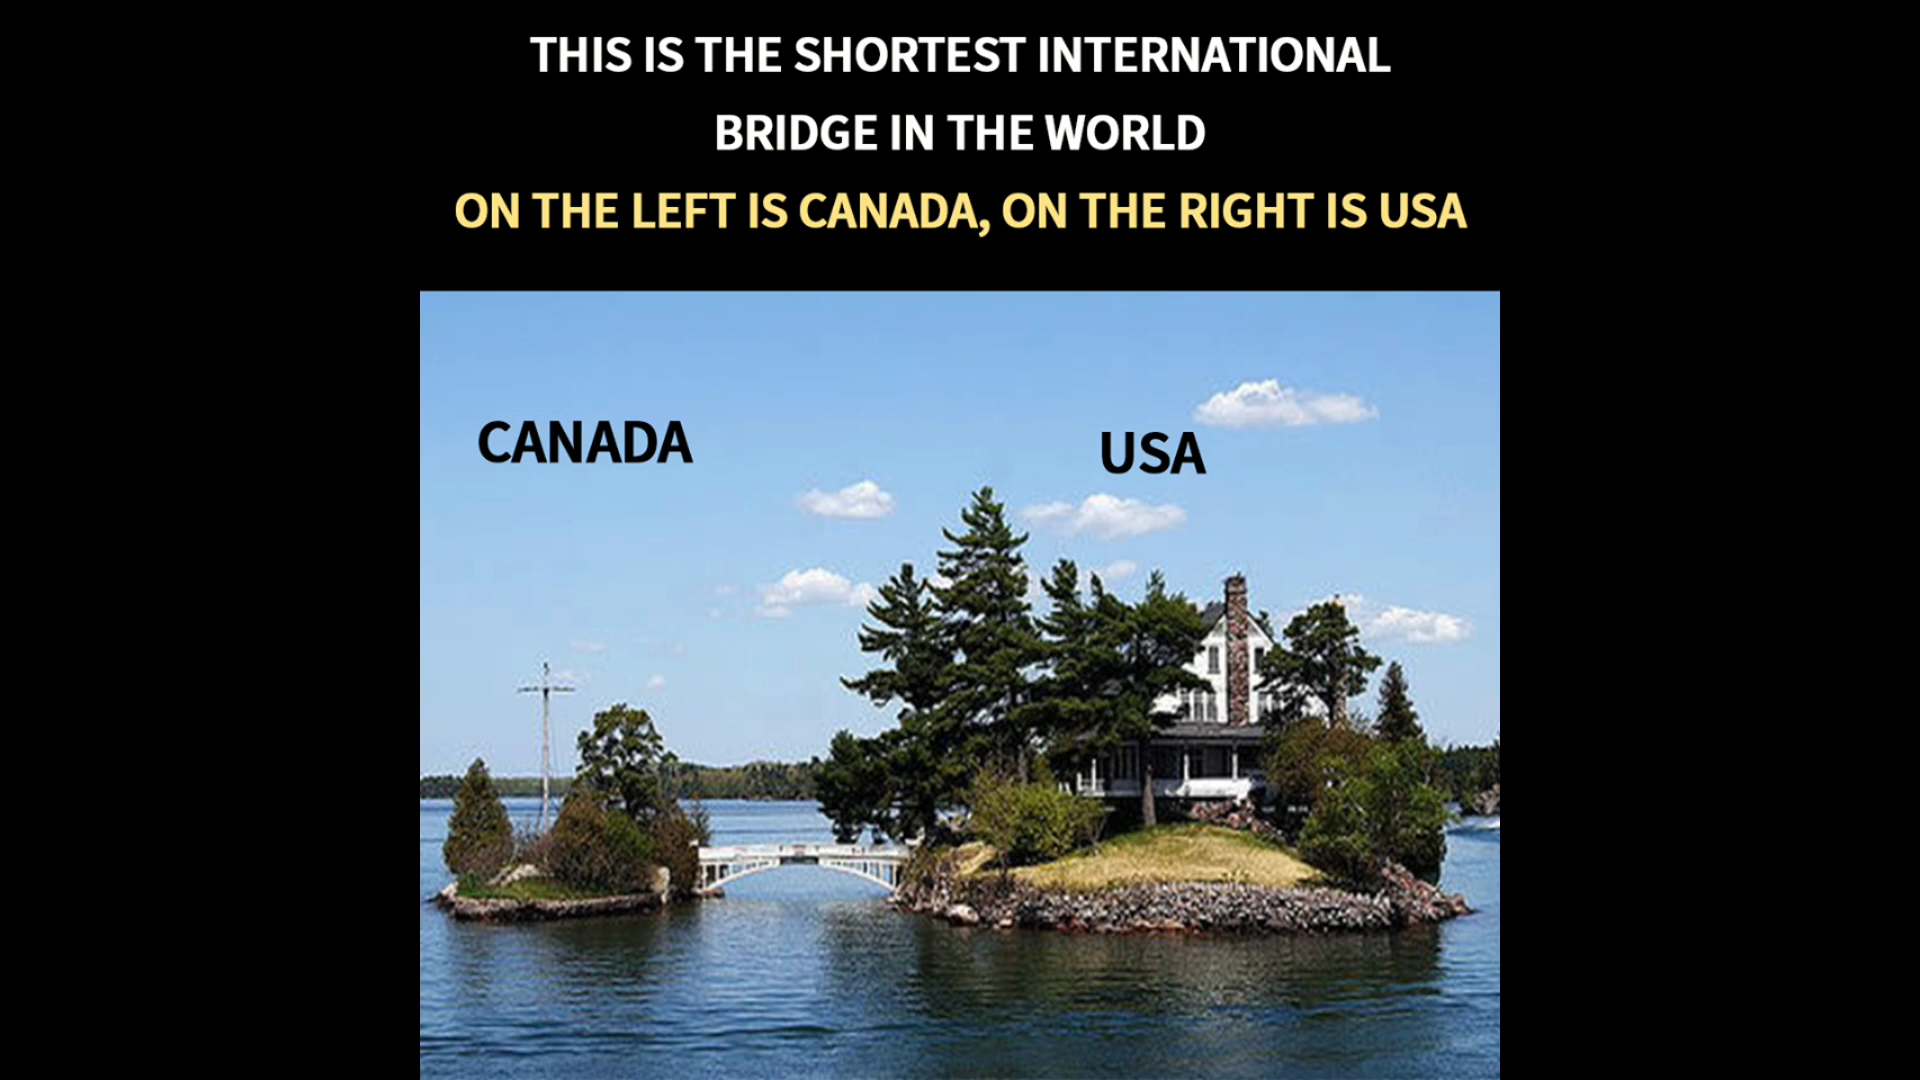 THIS IS THE SHORTEST INTERNATIONAL
BRIDGE IN THE WORLD
ON THE LEFT IS CANADA, ON THE RIGHT IS USA
CANADA
USA